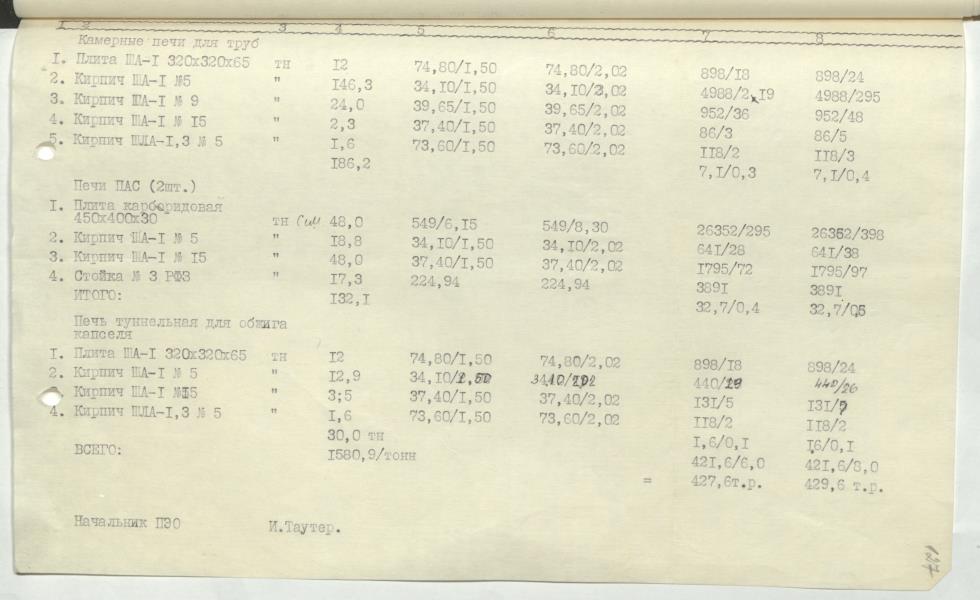 1 2 3 4 5 6 7 8
Камерные печи для труб
I. Плита ША-I 320х320х65 тн I2 74,80/I,50 74,80/2,02 898/I8 898/24
2. Кирпич ША-I №5 " I46,3 34,I0/I,50 34,I0/2,02 4988/2I9 4988/295
3. Кирпич ША-I № 9 " 24,0 39,65/I,50 39,65/2,02 952/36 952/48
4. Кирпич ША-I № I5 " 2,3 37,40/I,50 37,40/2,02 86/3 86/5
5. Кирпич ШЛА-I,3 № 5 " I,6 73,60/I,50 73,60/2,02 II8/2 II8/3
I86,2 7,I/0,3 7,I/0,4
Печи ПАС (2шт.)
I. Плита карборидовая
450х400х30 тн 48,0 549/6,I5 549/8,30 26352/295 26352/398
2. Кирпич ША-I № 5 " I8,8 34,I0/I,50 34,I0/2,02 64I/28 64I/38
3. Кирпич ША-I № I5 " 48,0 37,40/I,50 37,40/2,02 I795/72 I795/97
4. Стойка № 3 РФЗ " I7,3 224,94 224,94 389I 389I
ИТОГО: I32,I 32,7/0,4 32,7/0,5
Печь туннельная для обжига
капселя
I. Плита ША-I 320х320х65 тн I2 74,80/I,50 74,80/2,02 898/I8 898/24
2. Кирпич ША-I № 5 " I2,9 34,I0/I,50 34,I0/2,02 440/19 440/26
Кирпич ША-I №I5 " 3;5 37,40/I,50 37,40/2,02 I3I/5 I3I/7
4. Кирпич ШЛА-I,3 № 5 " I,6 73,60/I,50 73,60/2,02 II8/2 II8/2
30,0 тн I,6/0,I I,6/0,I
ВСЕГО: I580,9/тонн 42I,6/6,0 42I,6/8,0
= 427,6т.р. 429,6 т.р.
Начальник ПЭО И.Таутер.
127